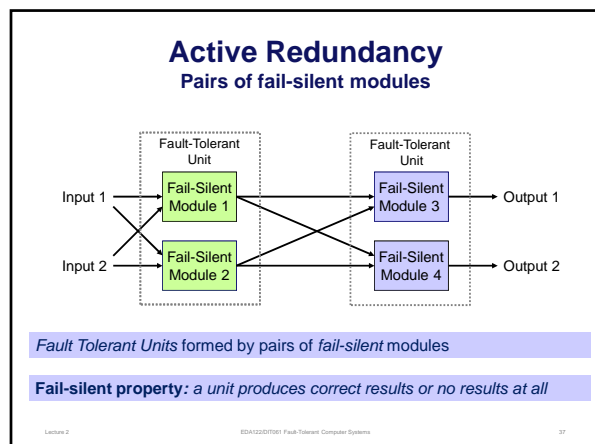 Active Redundancy
Pairs of fail-silent modules
Fault-Tolerant
Unit
Fault-Tolerant
Unit
Input 1
Fail-Silent
Module 1
Fail-Silent
Module 3
Output 1
Input 2
Fail-Silent
Module 2
Fail-Silent
Module 4
Output 2
Fault Tolerant Units formed by pairs of fail-silent modules
Fail-silent property: a unit produces correct results or no results at all
Lecture 2
EDA122/DIT061 Fault-Tolerant Computer Systems
37